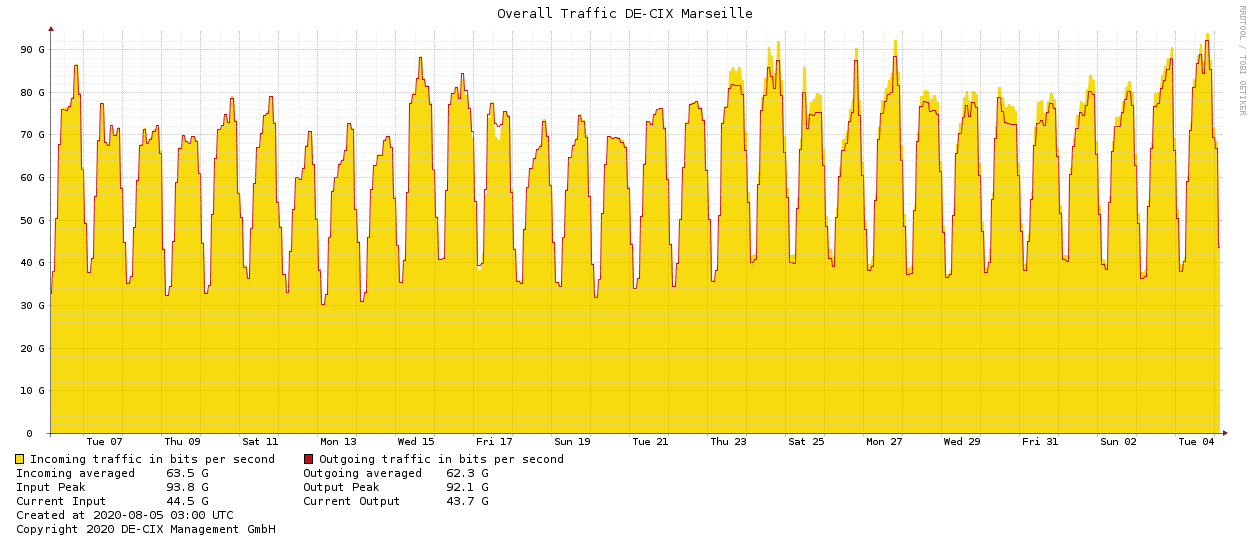 Overall Traffic DE-CIX Marseille
RRDTOOL / TOBI OETIKER
90 G
80 G
70 G
60 G
50 G
40 G
30 G
20 G
10 G
0
Tue 07 Thu 09 Sat 11 Mon 13 Wed 15 Fri 17 Sun 19 Tue 21 Thu 23 Sat 25 Mon 27 Wed 29 Fri 31 Sun 02 Tue 04
Incoming traffic in bits per second Outgoing traffic in bits per second
Incoming averaged 63.5 G Outgoing averaged 62.3 G
Input Peak 93.8 G Output Peak 92.1 G
Current Input 44.5 G Current Output 43.7 G
Created at 2020-08-05 03:00 UTC
Copyright 2020 DE-CIX Management GmbH